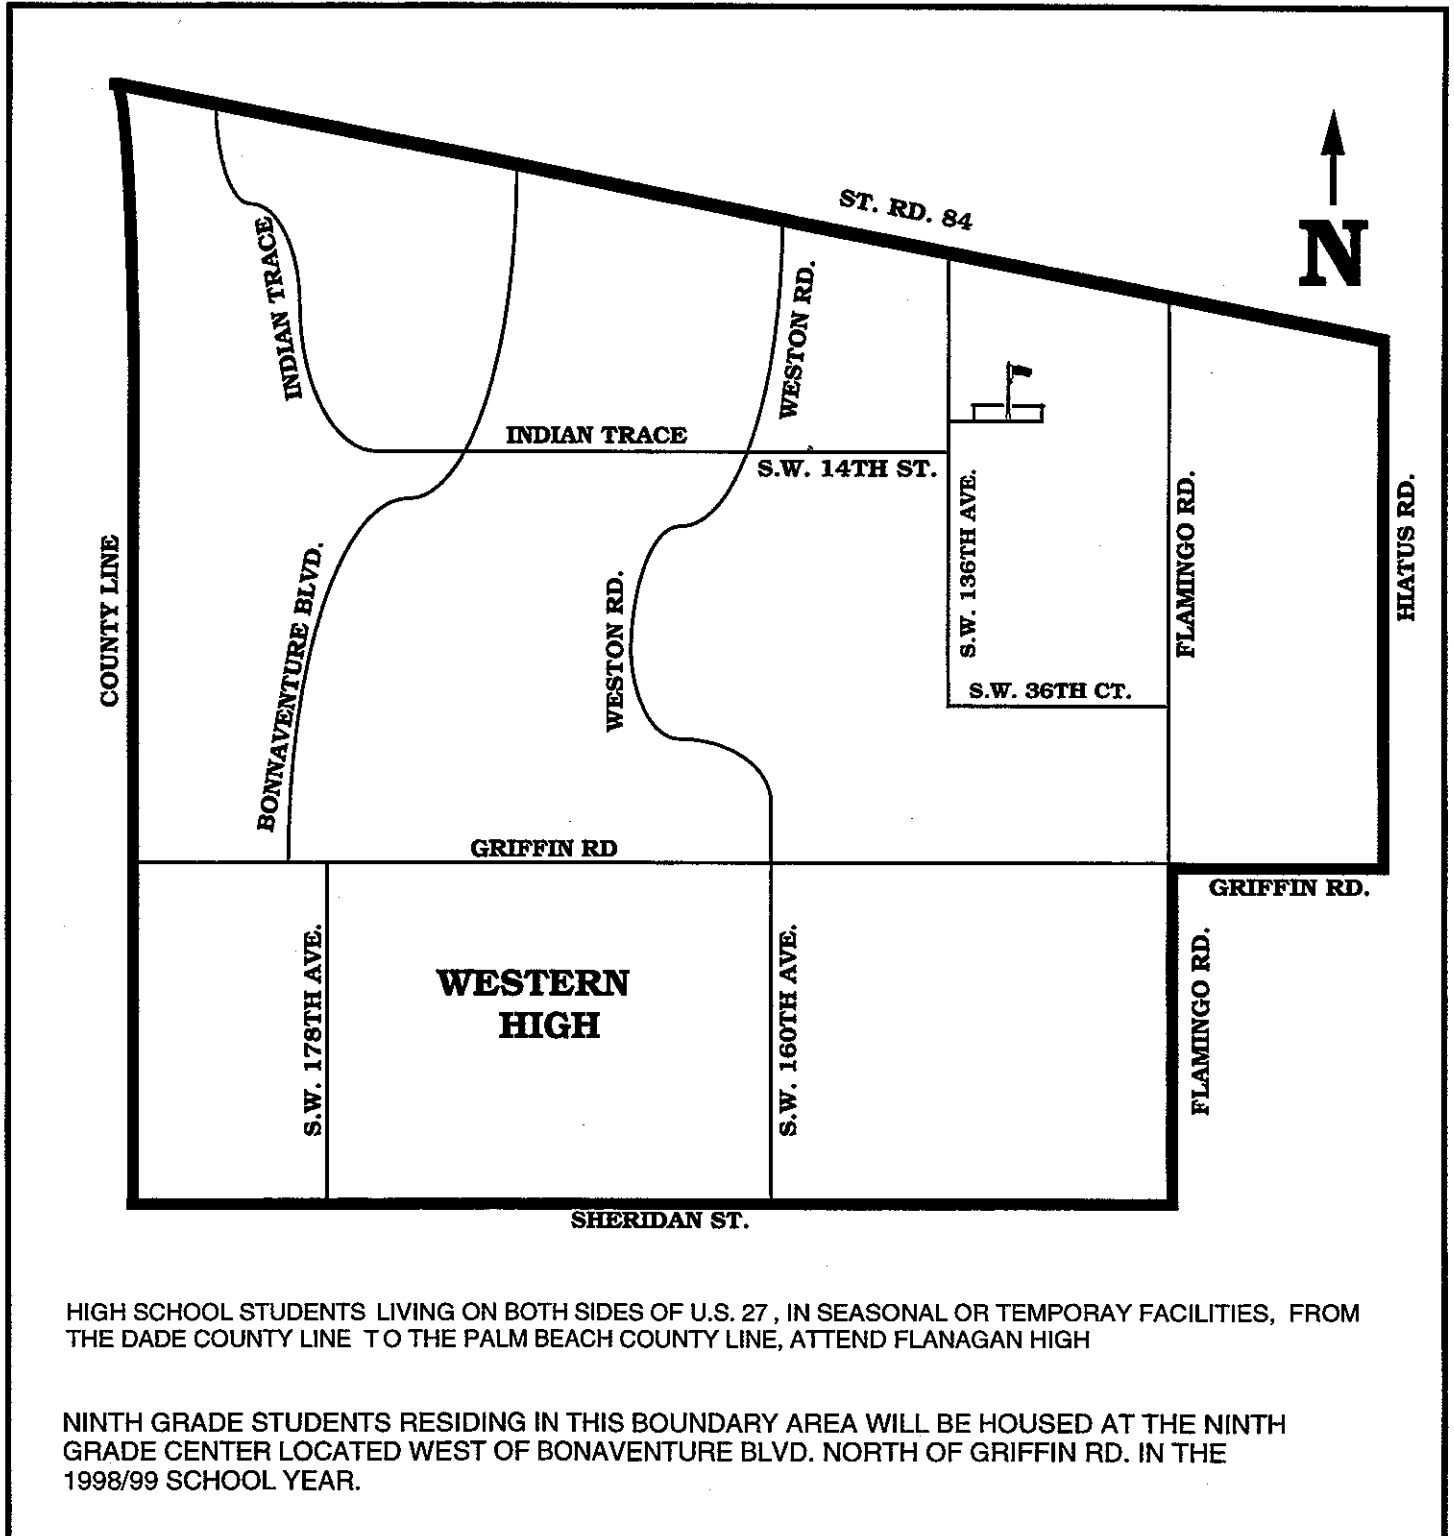 ST. RD. 84
N
INDIAN TRACE
WESTON RD.
INDIAN TRACE
S.W. 14TH ST.
S.W. 136TH AVE.
FLAMINGO RD.
HIATUS RD.
COUNTY LINE
BONNAVENTURE BLVD.
WESTON RD.
S.W. 36TH CT.
GRIFFIN RD
GRIFFIN RD.
S.W. 178TH AVE.
WESTERN
HIGH
S.W. 160TH AVE.
FLAMINGO RD.
SHERIDAN ST.
HIGH SCHOOL STUDENTS LIVING ON BOTH SIDES OF U.S. 27 , IN SEASONAL OR TEMPORAY FACILITIES, FROM
THE DADE COUNTY LINE T O THE PALM BEACH COUNTY LINE, ATTEND FLANAGAN HIGH
NINTH GRADE STUDENTS RESIDING IN THIS BOUNDARY AREA WILL BE HOUSED AT THE NINTH
GRADE CENTER LOCATED WEST OF BONAVENTURE BLVD. NORTH OF GRIFFIN RD. IN THE
1998/99 SCHOOL YEAR.